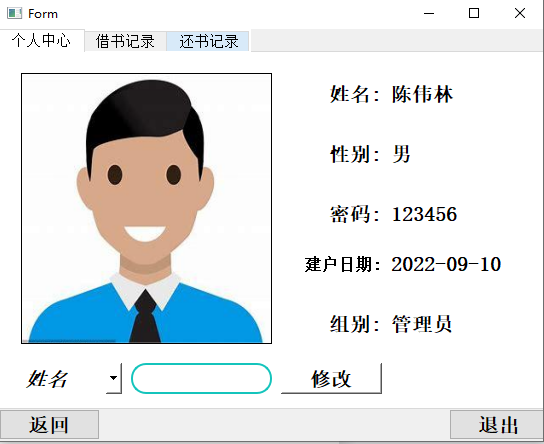 Form
个人中心 借书记录 还书记录
姓名: 陈伟林
性别: 男
密码: 123456
建户日期: 2022-09-10
组别: 管理员
姓名 修改
返回 退出